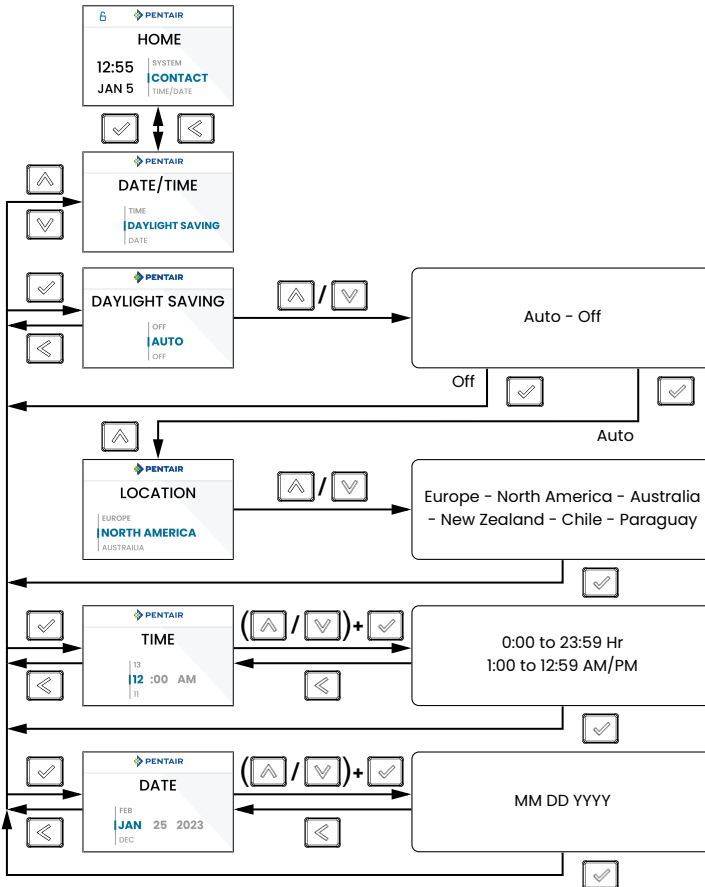 PENTAIR
HOME
12:55
JAN 5
SYSTEM
CONTACT
TIME/DATE
PENTAIR
DATE/TIME
TIME
DAYLIGHT SAVING
DATE
PENTAIR
DAYLIGHT SAVING
OFF
AUTO
OFF
/
Auto - Off
Off
Auto
PENTAIR
LOCATION
EUROPE
NORTH AMERICA
AUSTRAILIA
/
Europe - North America - Australia
- New Zealand - Chile - Paraguay
PENTAIR
TIME
13
12 :00 AM
11
( / )+
0:00 to 23:59 Hr
1:00 to 12:59 AM/PM
PENTAIR
DATE
FEB
JAN 25 2023
DEC
( / )+
MM DD YYYY